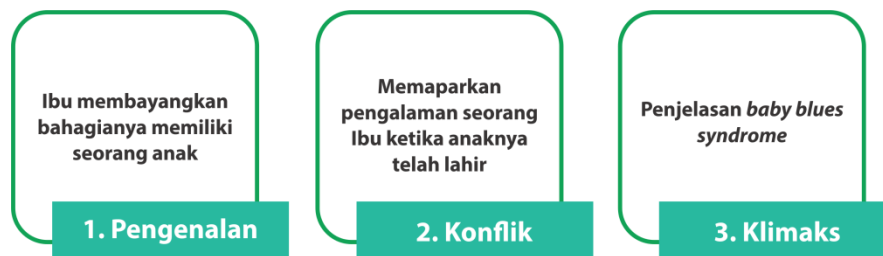 Ibu membayangkan
bahagianya memiliki
seorang anak
1. Pengenalan
Memaparkan
pengalaman seorang
Ibu ketika anaknya
telah lahir
2. Konflik
Penjelasan baby blues
syndrome
3. Klimaks